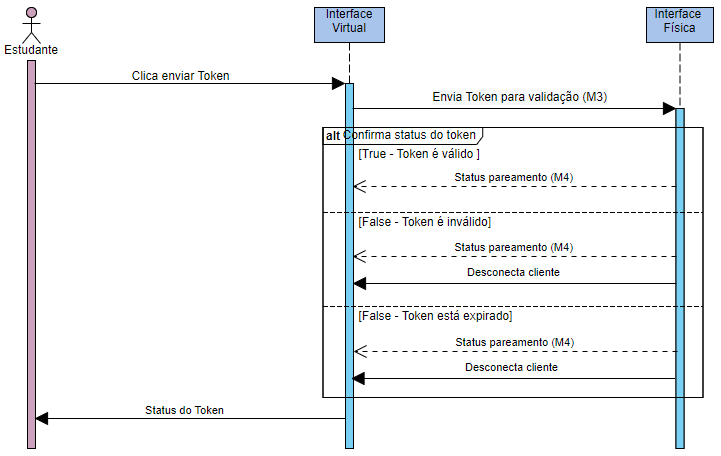 Estudante
Interface
Virtual
Interface
Física
Clica enviar Token
Envia Token para validação (M3)
alt Confirma status do token
[True - Token é válido ]
Status pareamento (M4)
[False - Token é inválido]
Status pareamento (M4)
Desconecta cliente
[False - Token está expirado]
Status pareamento (M4)
Desconecta cliente
Status do Token